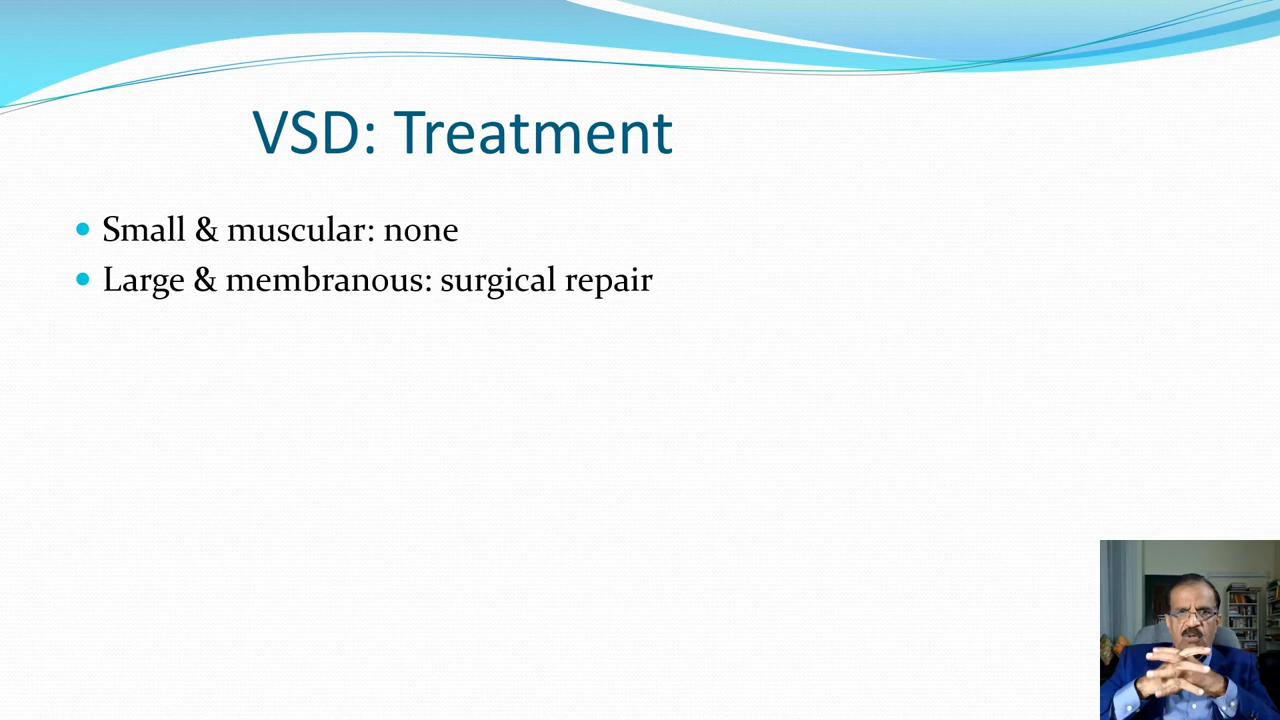 VSD: Treatment
Small & muscular: none
Large & membranous: surgical repair